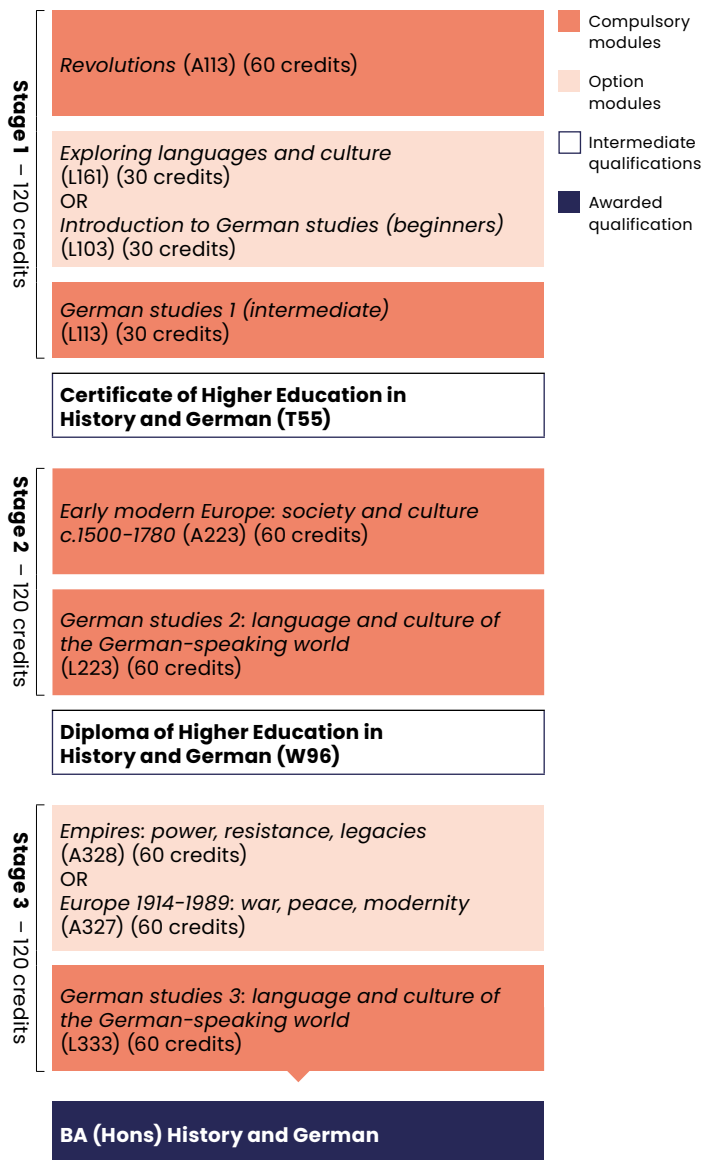 Stage 1 – 120 credits
Revolutions (A113) (60 credits)
Exploring languages and culture
(L161) (30 credits)
OR
Introduction to German studies (beginners)
(L103) (30 credits)
German studies 1 (intermediate)
(L113) (30 credits)
Certificate of Higher Education in
History and German (T55)
Stage 2 – 120 credits
Early modern Europe: society and culture
c.1500-1780 (A223) (60 credits)
German studies 2: language and culture of
the German-speaking world
(L223) (60 credits)
Diploma of Higher Education in
History and German (W96)
Stage 3 – 120 credits
Empires: power, resistance, legacies
(A328) (60 credits)
OR
Europe 1914-1989: war, peace, modernity
(A327) (60 credits)
German studies 3: language and culture of
the German-speaking world
(L333) (60 credits)
BA (Hons) History and German
Compulsory
modules
Option
modules
Intermediate
qualifications
Awarded
qualification